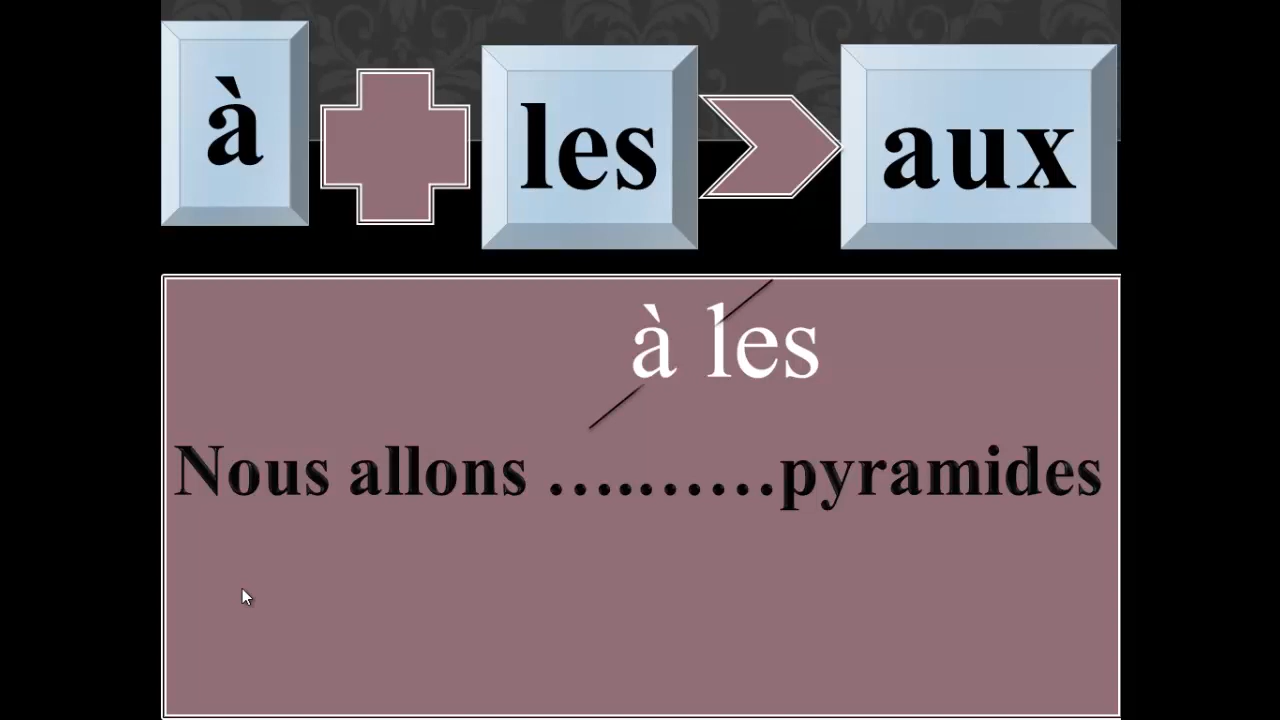 à les aux
à les
Nous allons ….……pyramides